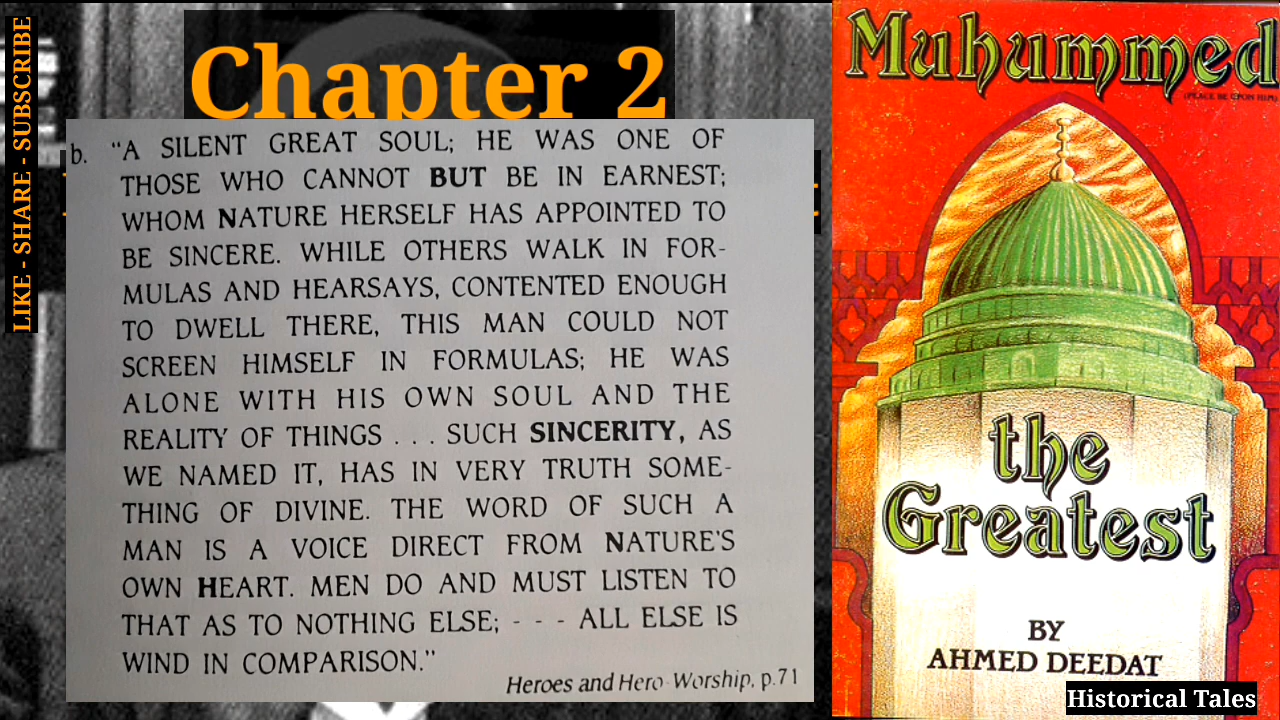 LIKE - SHARE - SUBSCRIBE
Chapter 2
b. "A SILENT GREAT SOUL; HE WAS ONE OF
THOSE WHO CANNOT BUT BE IN EARNEST;
WHOM NATURE HERSELF HAS APPOINTED TO
BE SINCERE. WHILE OTHERS WALK IN FOR-
MULAS AND HEARSAYS, CONTENTED ENOUGH
TO DWELL THERE, THIS MAN COULD NOT
SCREEN HIMSELF IN FORMULAS; HE WAS
ALONE WITH HIS OWN SOUL AND THE
REALITY OF THINGS . . . SUCH SINCERITY, AS
WE NAMED IT, HAS IN VERY TRUTH SOME-
THING OF DIVINE. THE WORD OF SUCH A
MAN IS A VOICE DIRECT FROM NATURE'S
OWN HEART. MEN DO AND MUST LISTEN TO
THAT AS TO NOTHING ELSE; - - - ALL ELSE IS
WIND IN COMPARISON."
Heroes and Hero-Worship, p.71
Muhummed
(PEACE BE UPON HIM)
the
Greatest
BY
AHMED DEEDAT
Historical Tales